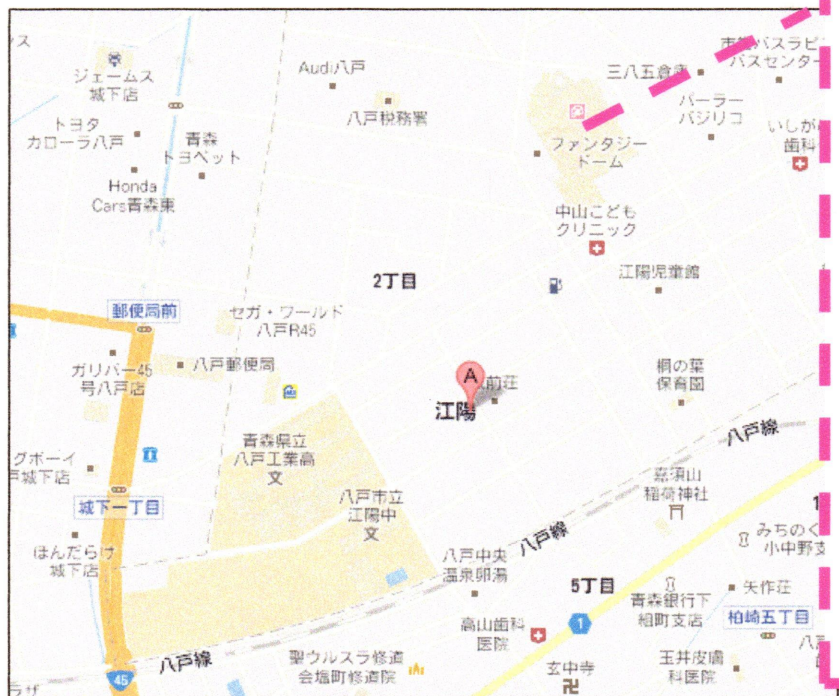 ジェームス
城下店
Audi八戸
三八五倉庫
バスセンター
トヨタ
カローラ八戸
青森
トヨペット
八戸税務署
パーラー
バジリコ
ファンタジー
ドーム
歯科
Honda
Cars青森東
中山こども
クリニック
2丁目
江陽児童館
郵便局前
セガ・ワールド
八戸R45
ガリバー45
号八戸店
八戸郵便局
A
前荘
江陽
桐の葉
保育園
八戸線
青森県立
八戸工業高
文
城下店
城下一丁目
八戸市立
江陽中
文
嘉須山
稲荷神社
八戸線
みちのく
小中野支
ほんだらけ
城下店
八戸中央
温泉卵湯
5丁目
青森銀行下
組町支店
矢作荘
柏崎五丁目
高山歯科
医院
1
八戸線
45
聖ウルスラ修道
会塩町修道院
玄中寺
玉井皮膚
科医院
ラザ